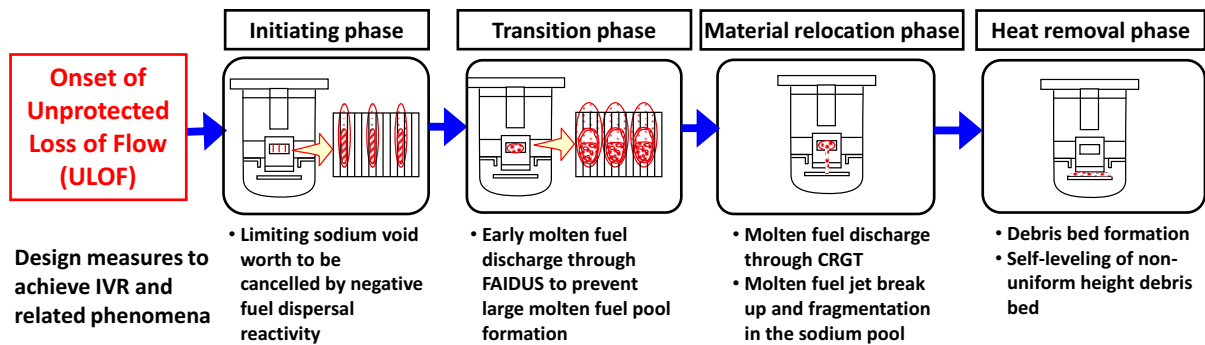 Initiating phase
Transition phase
Material relocation phase
Heat removal phase
Onset of
Unprotected
Loss of Flow
(ULOF)
Design measures to
achieve IVR and
related phenomena
• Limiting sodium void
worth to be
cancelled by negative
fuel dispersal
reactivity
• Early molten fuel
discharge through
FAIDUS to prevent
large molten fuel pool
formation
• Molten fuel discharge
through CRGT
• Molten fuel jet break
up and fragmentation
in the sodium pool
• Debris bed formation
• Self-leveling of non-
uniform height debris
bed